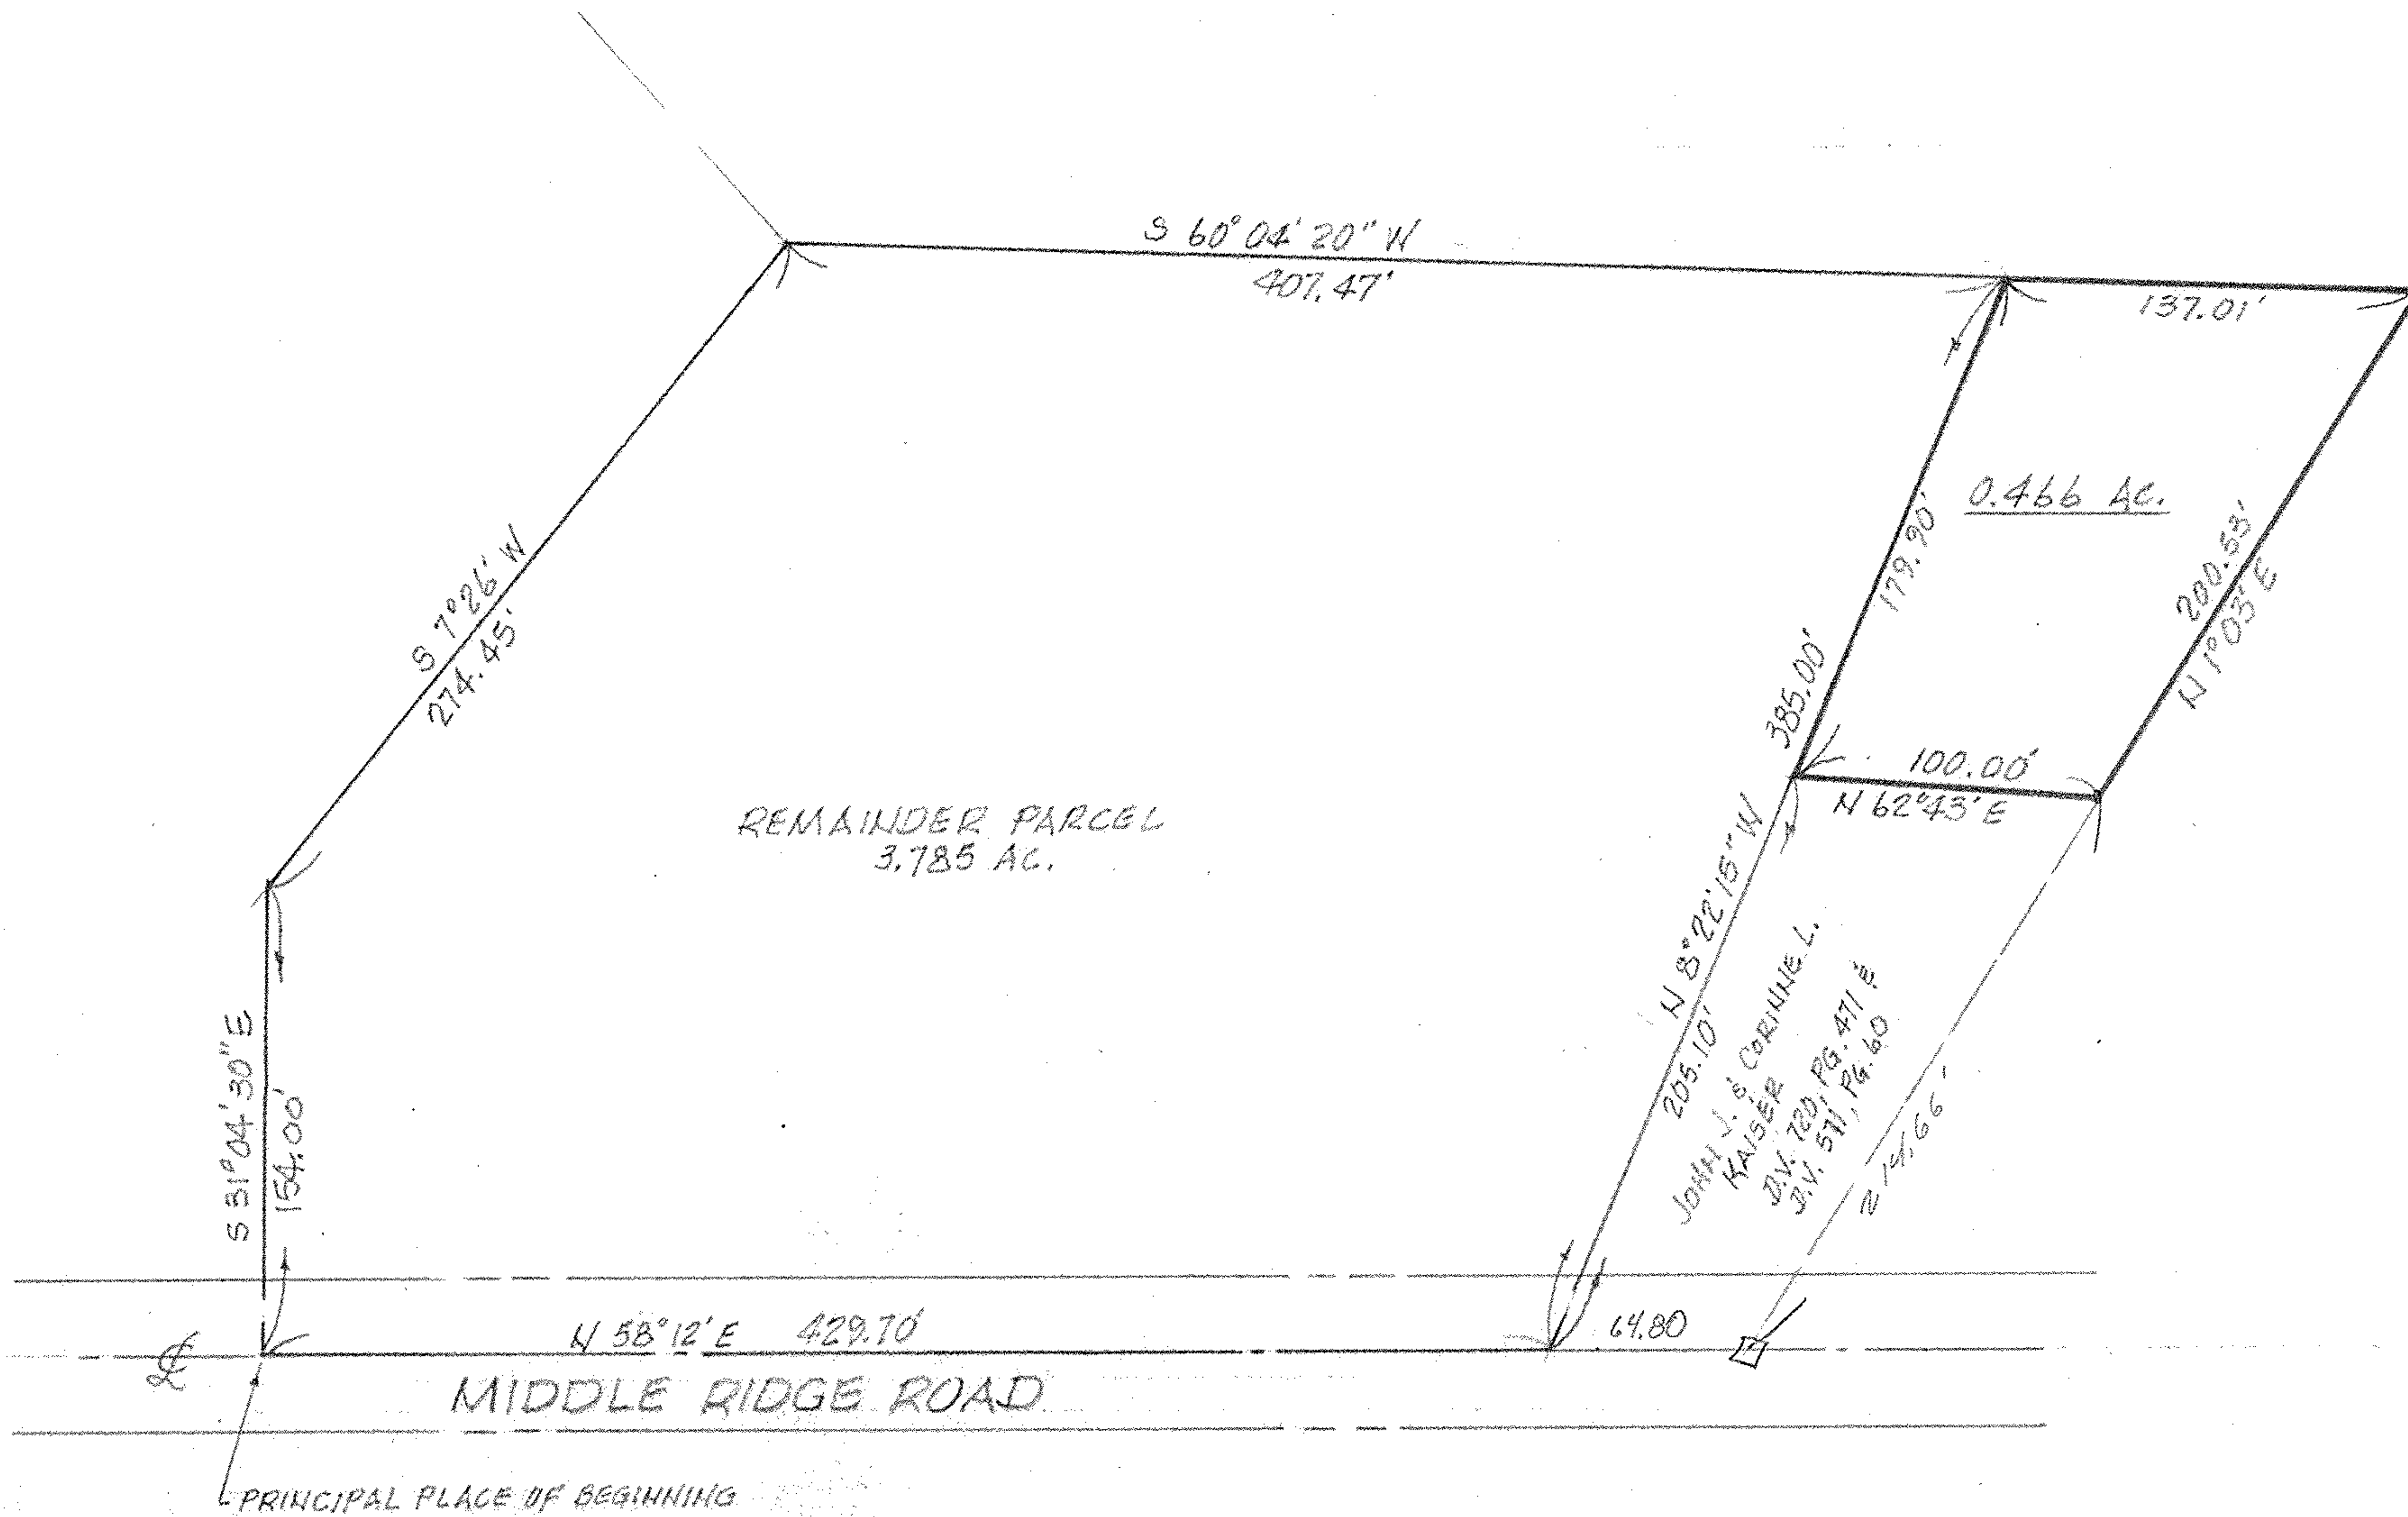 S 60° 04' 20" W
407.47'
137.01'
0.466 AC.
179.90'
200.53'
N 1°03' E
S 7°26' W
274.45'
385.00'
100.00'
N 62°43' E
REMAINDER PARCEL
3.785 AC.
N 8°22'15" W
205.10'
JOHN J. & CORINNE L.
KAISER
D.V. 720, PG. 471 &
D.V. 571, PG. 60
S 31°04'30" E
154.00'
N 58°12' E 429.70'
64.80
℄
MIDDLE RIDGE ROAD
PRINCIPAL PLACE OF BEGINNING